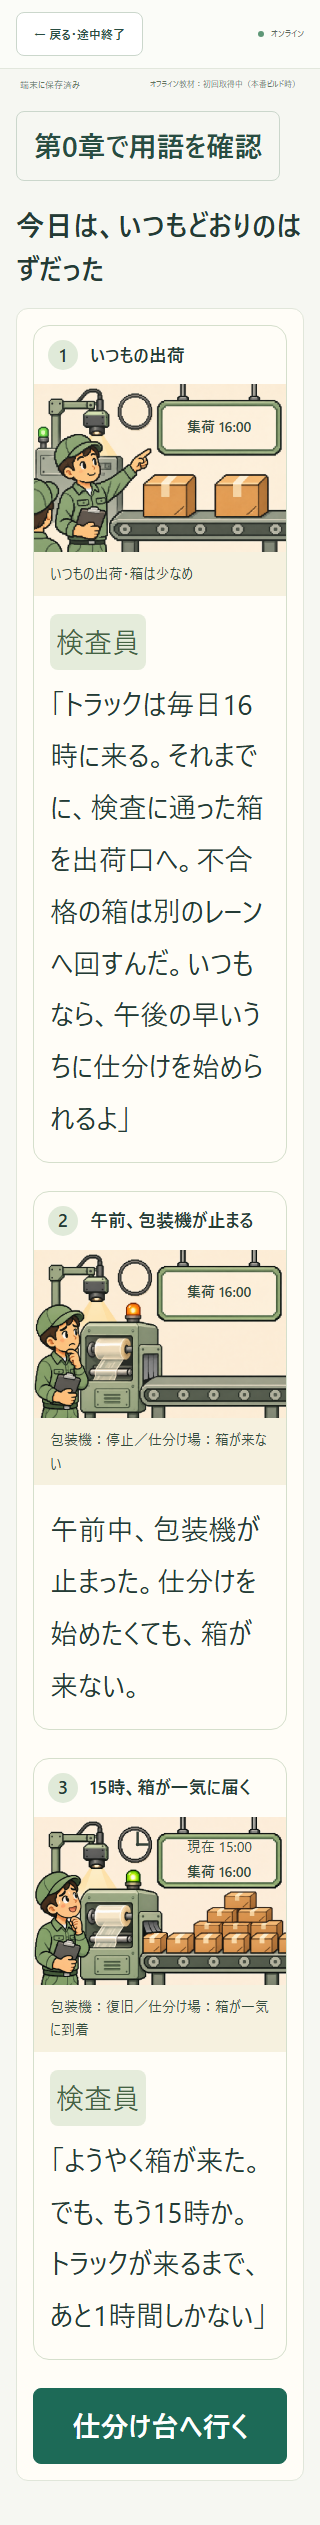 ← 戻る・途中終了
オンライン
端末に保存済み
オフライン教材：初回取得中（本番ビルド時）
第0章で用語を確認
今日は、いつもどおりのは
ずだった
1 いつもの出荷
集荷 16:00
いつもの出荷・箱は少なめ
検査員
「トラックは毎日16
時に来る。それまで
に、検査に通った箱
を出荷口へ。不合
格の箱は別のレーン
へ回すんだ。いつも
なら、午後の早いう
ちに仕分けを始めら
れるよ」
2 午前、包装機が止まる
集荷 16:00
包装機：停止／仕分け場：箱が来な
い
午前中、包装機が
止まった。仕分けを
始めたくても、箱が
来ない。
3 15時、箱が一気に届く
現在 15:00
集荷 16:00
包装機：復旧／仕分け場：箱が一気
に到着
検査員
「ようやく箱が来た。
でも、もう15時か。
トラックが来るまで、
あと1時間しかない」
仕分け台へ行く